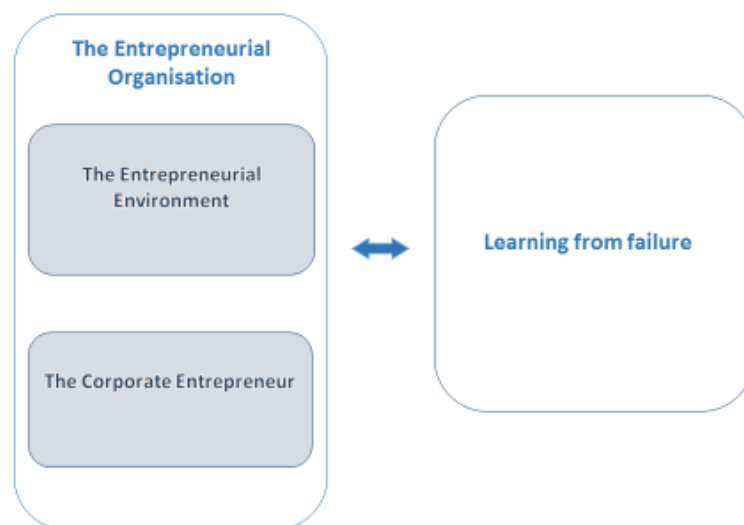 The Entrepreneurial
Organisation
The Entrepreneurial
Environment
The Corporate Entrepreneur
Learning from failure